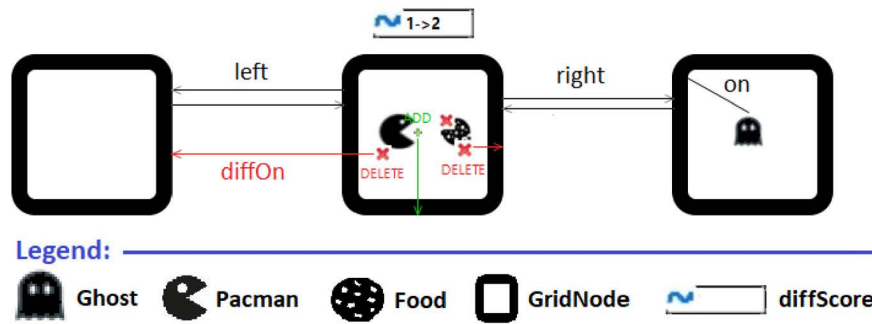 1->2
left
right
on
ADD
diffOn
DELETE
DELETE
Legend:
Ghost Pacman Food GridNode diffScore